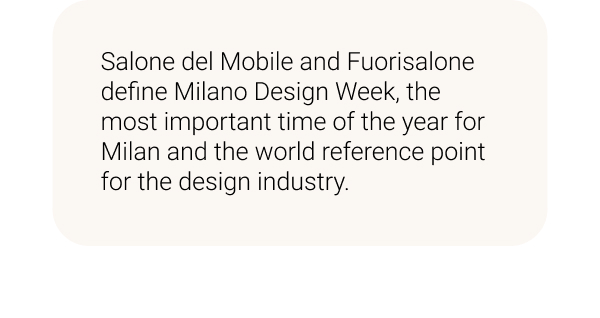 Salone del Mobile and Fuorisalone
define Milano Design Week, the
most important time of the year for
Milan and the world reference point
for the design industry.